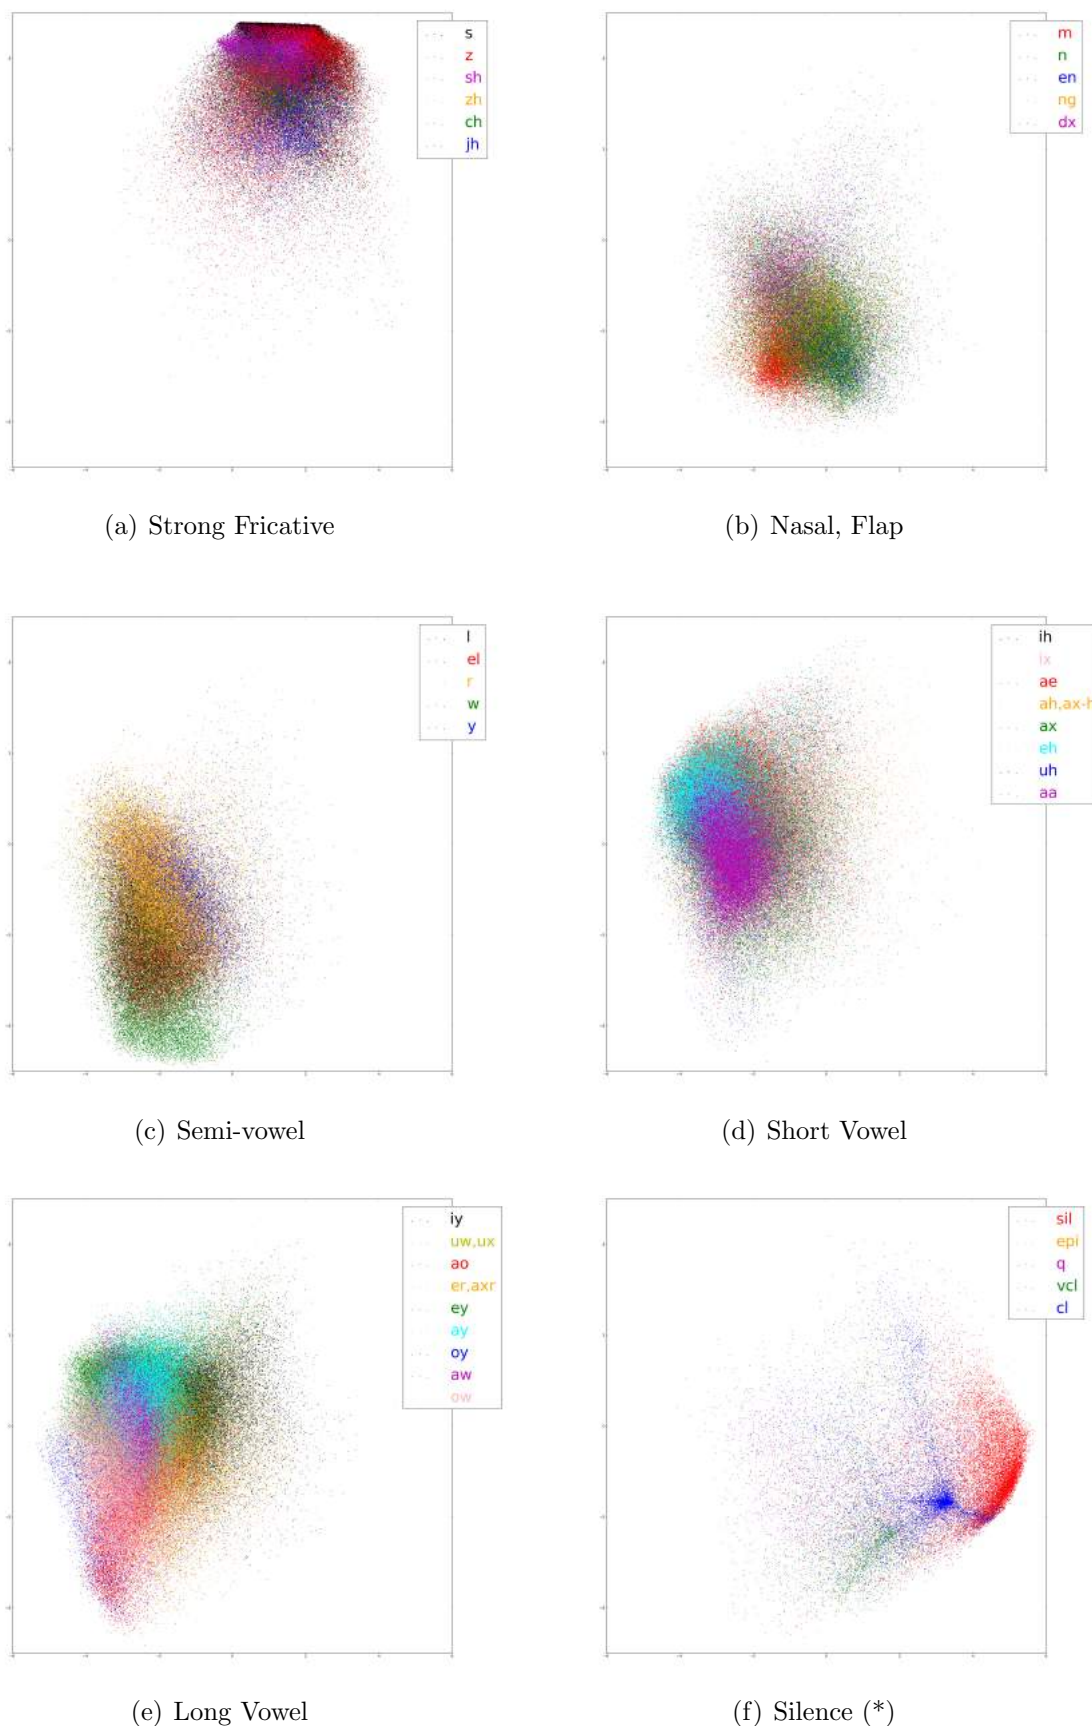 s
z
sh
zh
ch
jh
(a) Strong Fricative
m
n
en
ng
dx
(b) Nasal, Flap
l
el
r
w
y
(c) Semi-vowel
ih
ix
ae
ah,ax-h
ax
eh
uh
aa
(d) Short Vowel
iy
uw,ux
ao
er,axr
ey
ay
oy
aw
ow
(e) Long Vowel
sil
epi
q
vcl
cl
(f) Silence (*)